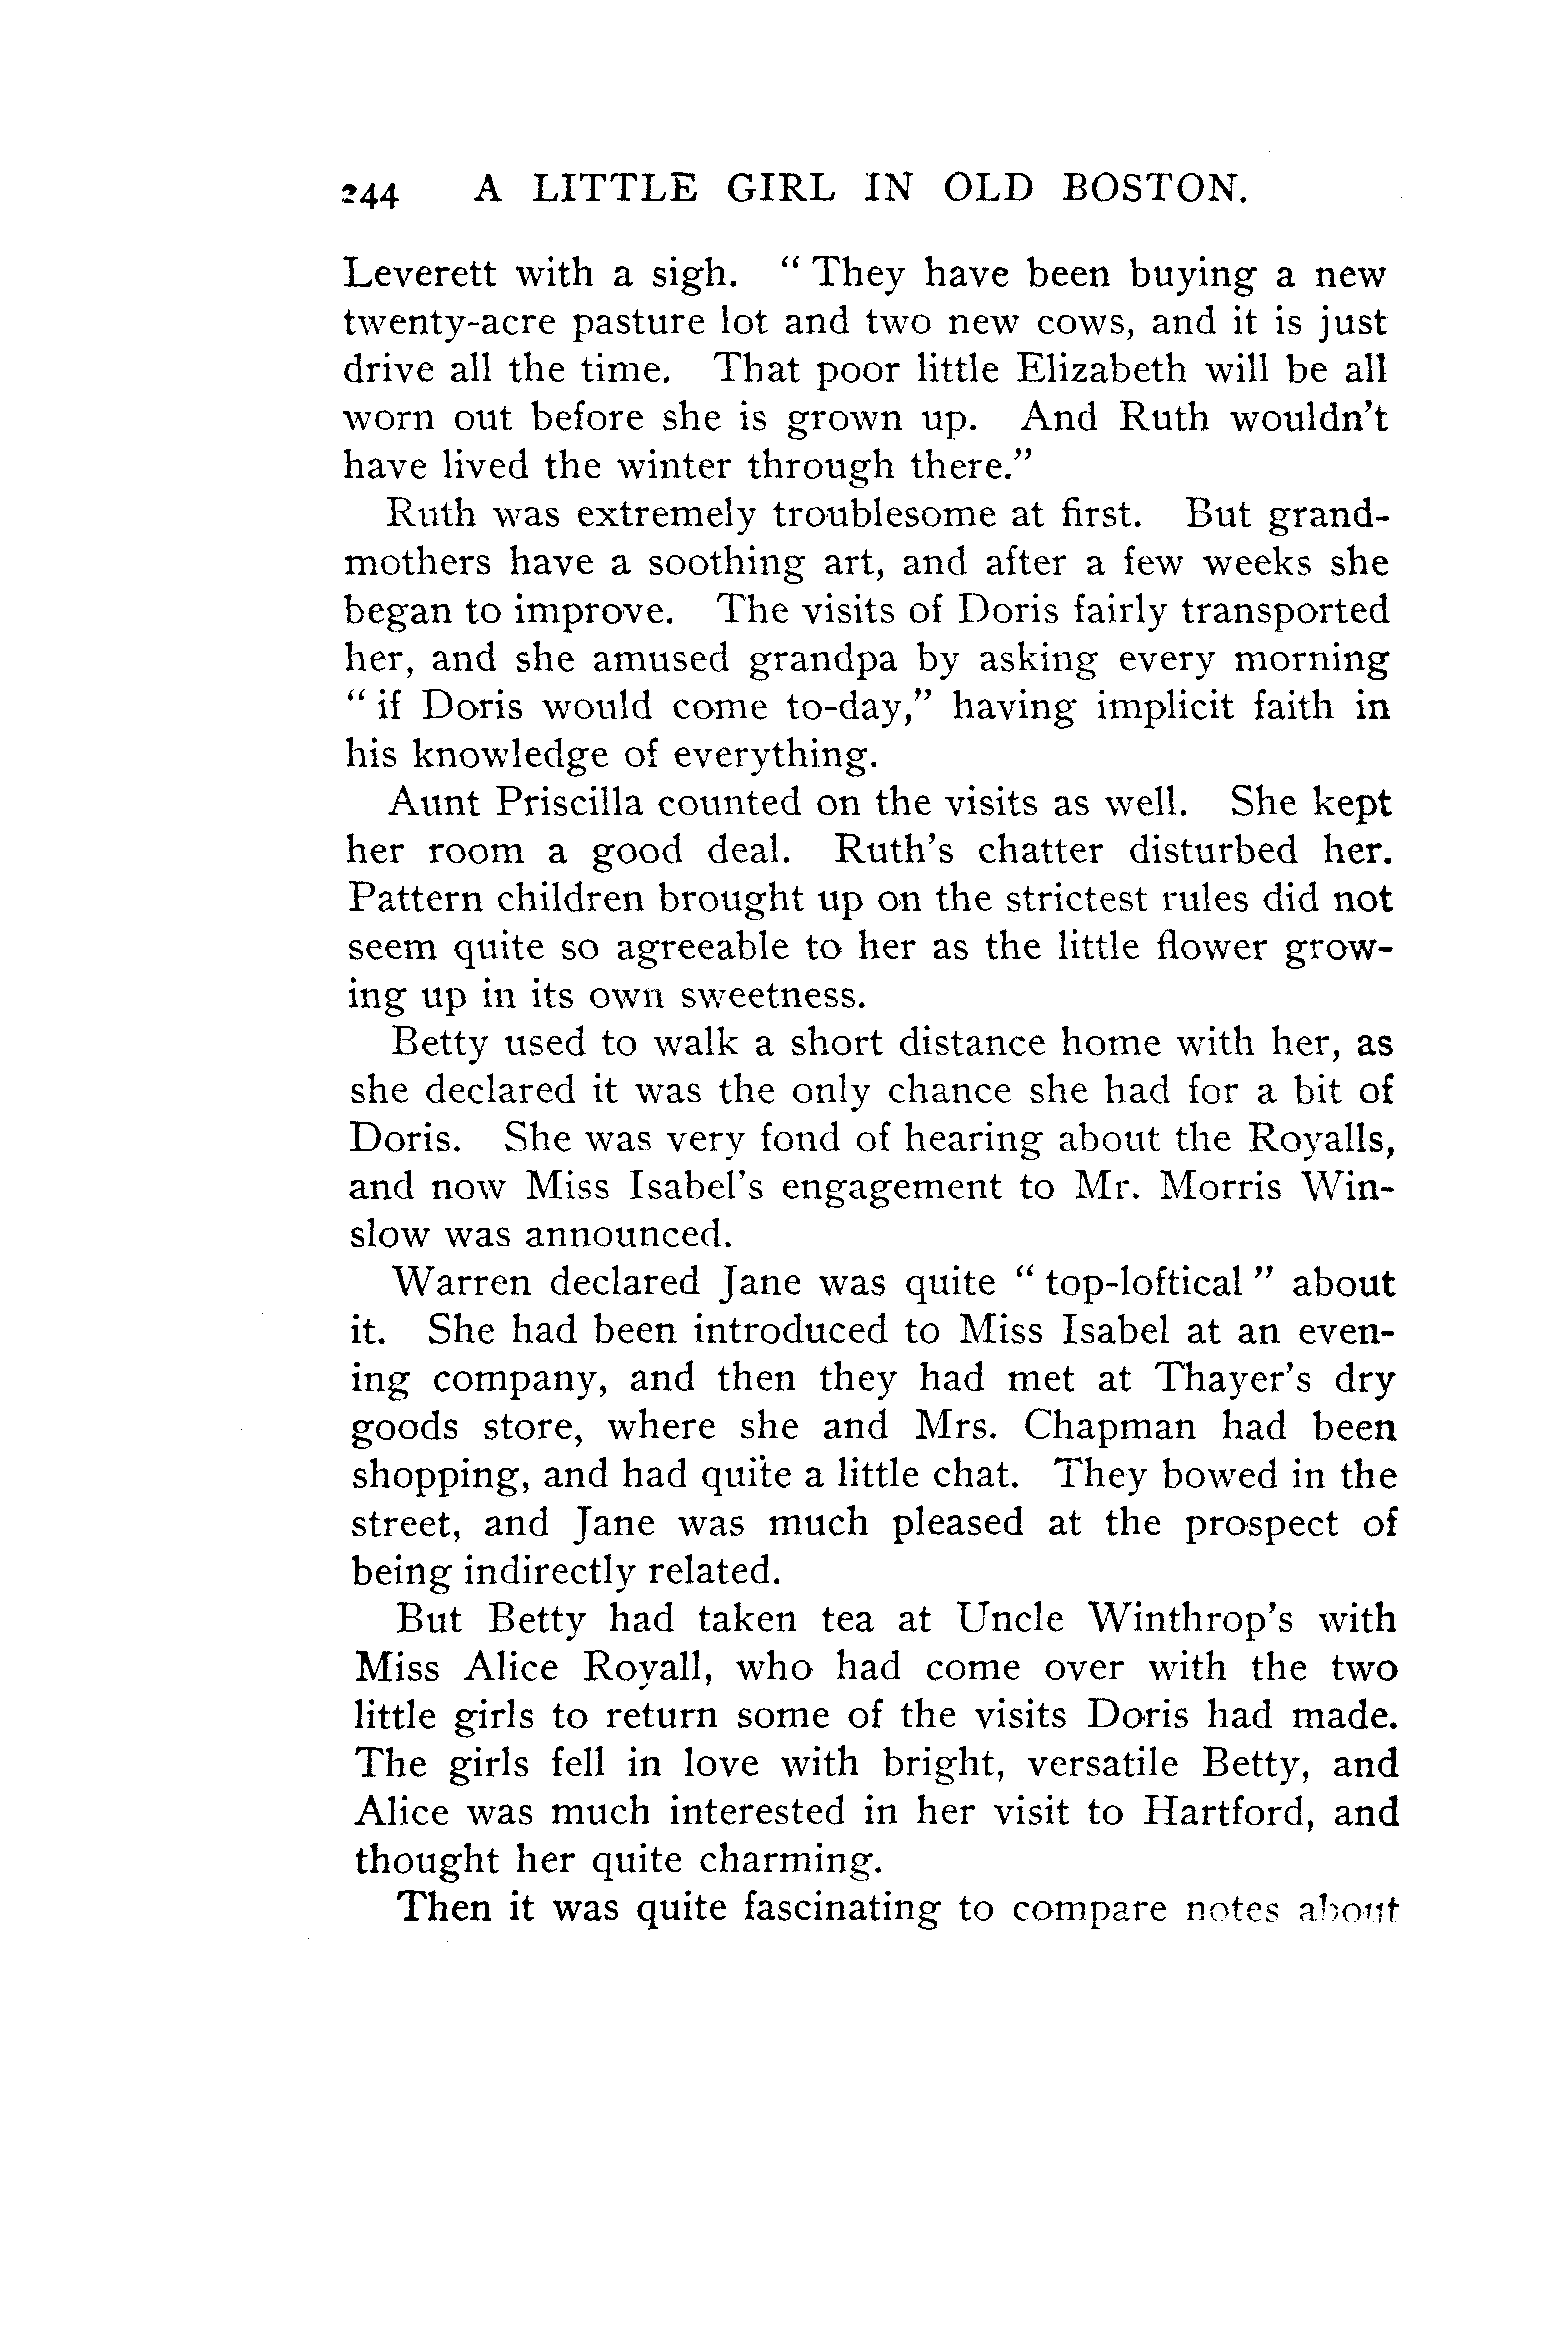 244 A LITTLE GIRL IN OLD BOSTON.
Leverett with a sigh. “ They have been buying a new
twenty-acre pasture lot and two new cows, and it is just
drive all the time. That poor little Elizabeth will be all
worn out before she is grown up. And Ruth wouldn’t
have lived the winter through there.”
Ruth was extremely troublesome at first. But grand-
mothers have a soothing art, and after a few weeks she
began to improve. The visits of Doris fairly transported
her, and she amused grandpa by asking every morning
“ if Doris would come to-day,” having implicit faith in
his knowledge of everything.
Aunt Priscilla counted on the visits as well. She kept
her room a good deal. Ruth’s chatter disturbed her.
Pattern children brought up on the strictest rules did not
seem quite so agreeable to her as the little flower grow-
ing up in its own sweetness.
Betty used to walk a short distance home with her, as
she declared it was the only chance she had for a bit of
Doris. She was very fond of hearing about the Royalls,
and now Miss Isabel’s engagement to Mr. Morris Win-
slow was announced.
Warren declared Jane was quite “ top-loftical ” about
it. She had been introduced to Miss Isabel at an even-
ing company, and then they had met at Thayer’s dry
goods store, where she and Mrs. Chapman had been
shopping, and had quite a little chat. They bowed in the
street, and Jane was much pleased at the prospect of
being indirectly related.
But Betty had taken tea at Uncle Winthrop’s with
Miss Alice Royall, who had come over with the two
little girls to return some of the visits Doris had made.
The girls fell in love with bright, versatile Betty, and
Alice was much interested in her visit to Hartford, and
thought her quite charming.
Then it was quite fascinating to compare notes about